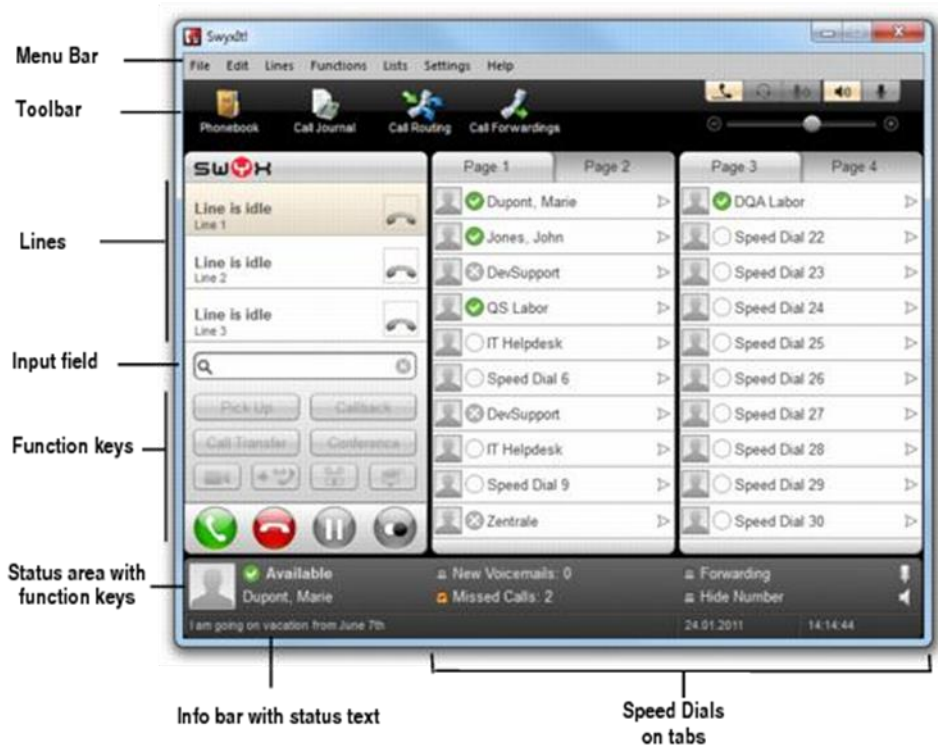 SwyxIt!
Menu Bar
File Edit Lines Functions Lists Settings Help
Toolbar
Phonebook Call Journal Call Routing Call Forwardings
swyx
Page 1 Page 2 Page 3 Page 4
Lines
Line is idle
Line 1
Line is idle
Line 2
Line is idle
Line 3
Dupont, Marie
Jones, John
DevSupport
QS Labor
IT Helpdesk
Speed Dial 6
DevSupport
IT Helpdesk
Speed Dial 9
Zentrale
DQA Labor
Speed Dial 22
Speed Dial 23
Speed Dial 24
Speed Dial 25
Speed Dial 26
Speed Dial 27
Speed Dial 28
Speed Dial 29
Speed Dial 30
Input field
Function keys
Pick Up Callback
Call Transfer Conference
Status area with
function keys
Available
Dupont, Marie
New Voicemails: 0
Missed Calls: 2
Forwarding
Hide Number
I am going on vacation from June 7th
24.01.2011 14:14:44
Info bar with status text
Speed Dials
on tabs